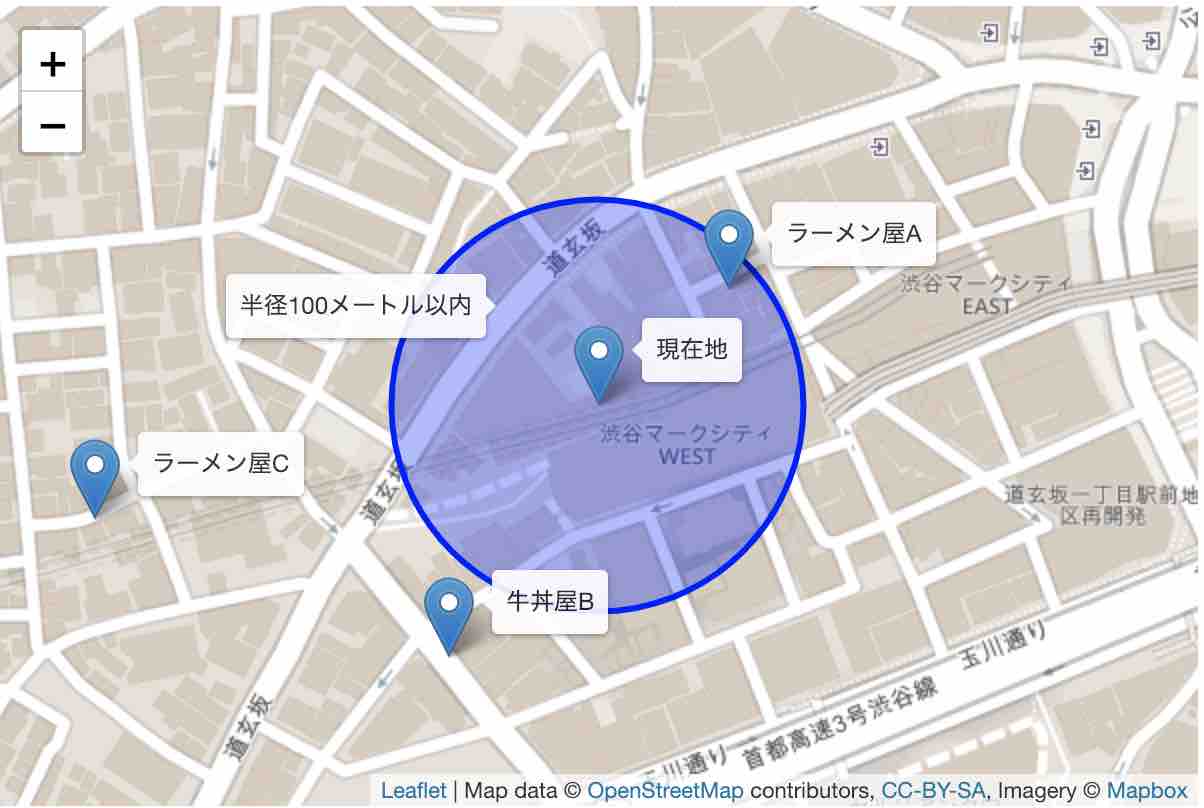 +
−
道玄坂
ラーメン屋A
渋谷マークシティ
EAST
半径100メートル以内
現在地
渋谷マークシティ
WEST
ラーメン屋C
道玄坂
道玄坂一丁目駅前地
区再開発
牛丼屋B
玉川通り
道玄坂
首都高速3号渋谷線
玉川通り
Leaflet | Map data © OpenStreetMap contributors, CC-BY-SA, Imagery © Mapbox